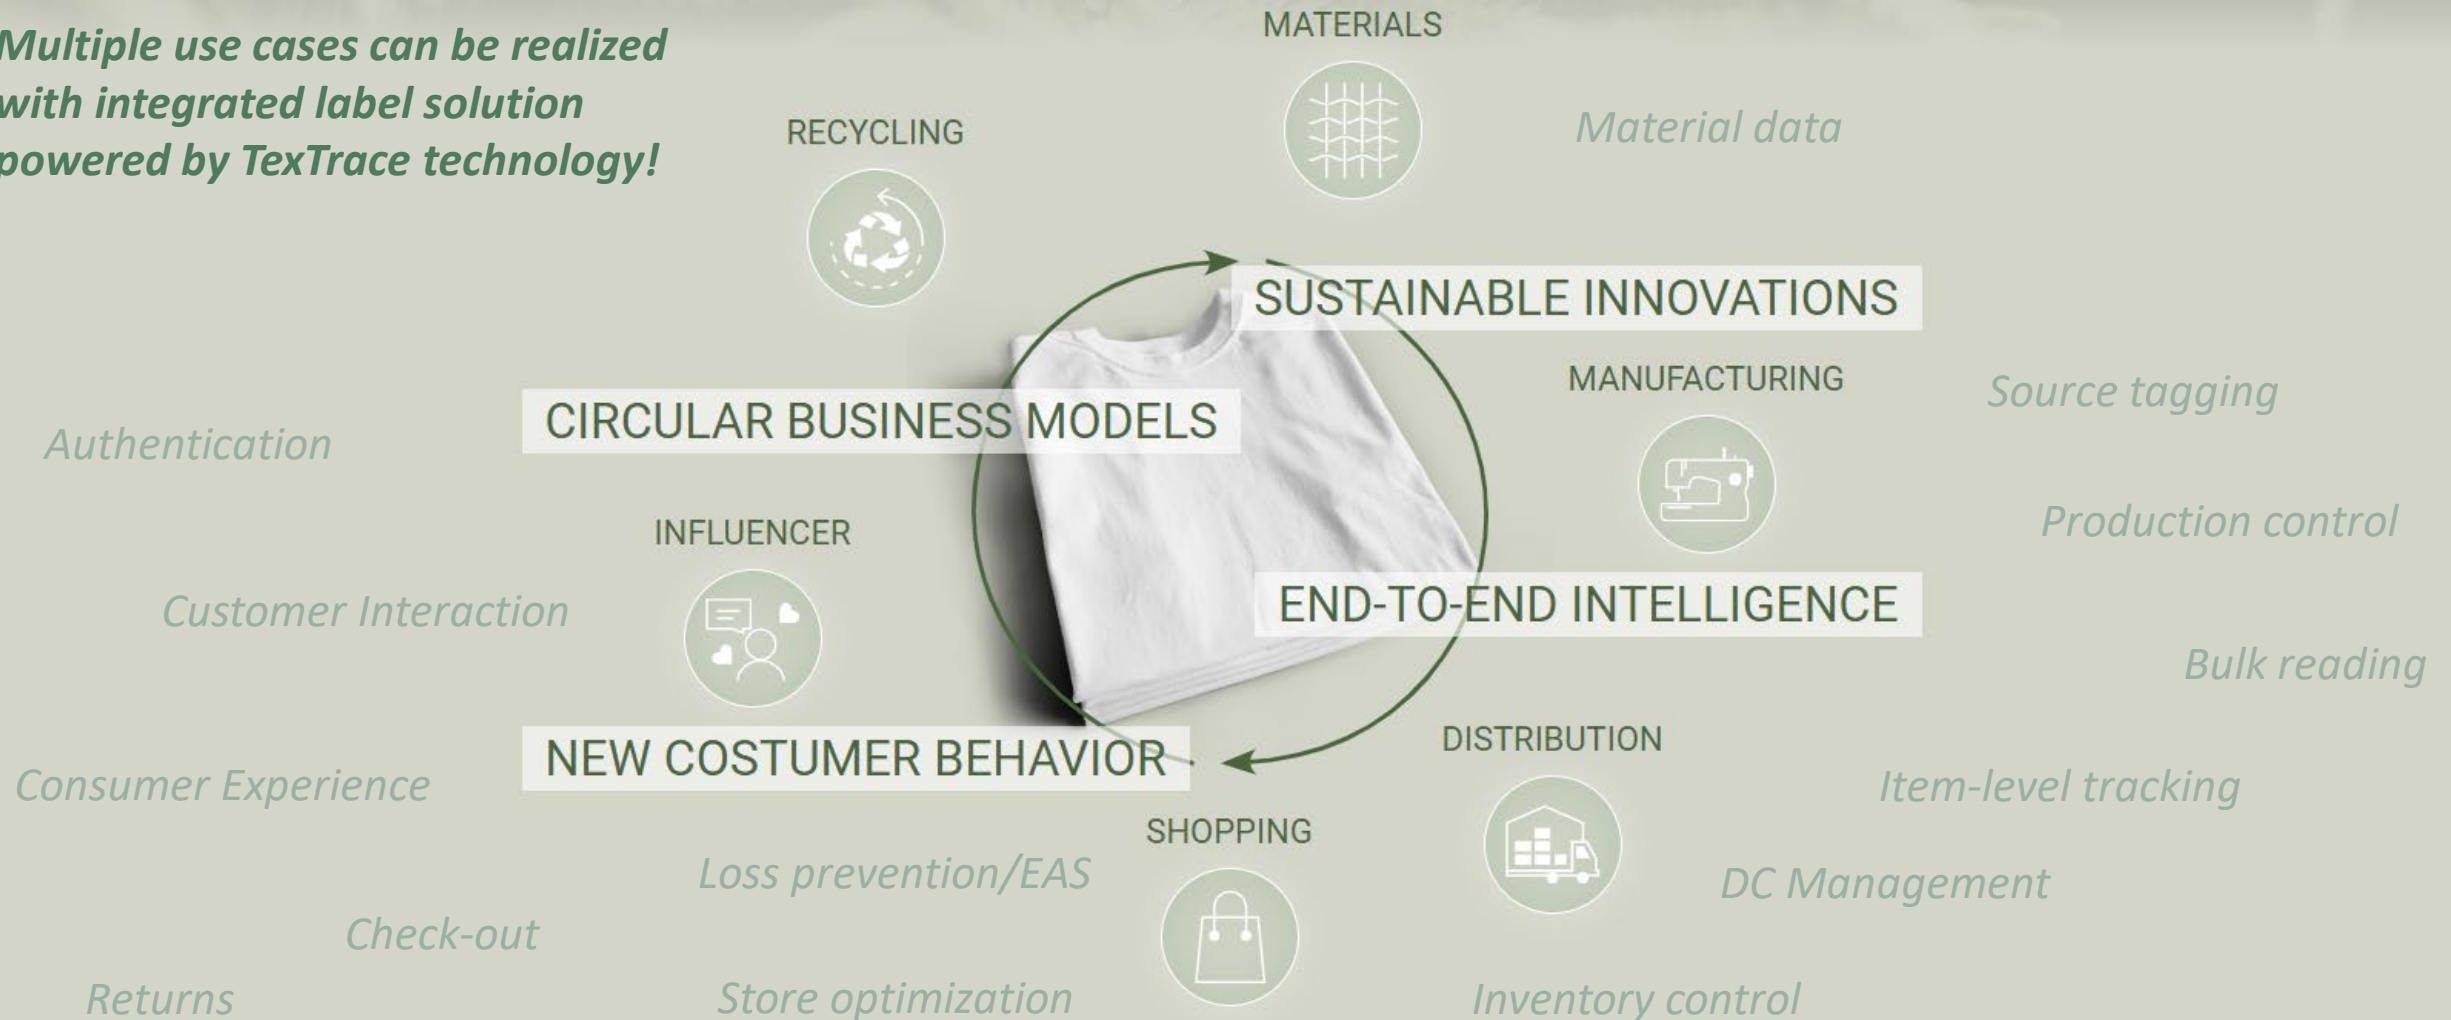 Multiple use cases can be realized
with integrated label solution
powered by TexTrace technology!
MATERIALS
RECYCLING
Material data
SUSTAINABLE INNOVATIONS
MANUFACTURING
Source tagging
CIRCULAR BUSINESS MODELS
Authentication
Production control
INFLUENCER
END-TO-END INTELLIGENCE
Customer Interaction
Bulk reading
DISTRIBUTION
NEW COSTUMER BEHAVIOR
Consumer Experience
Item-level tracking
SHOPPING
Loss prevention/EAS
DC Management
Check-out
Returns
Store optimization
Inventory control